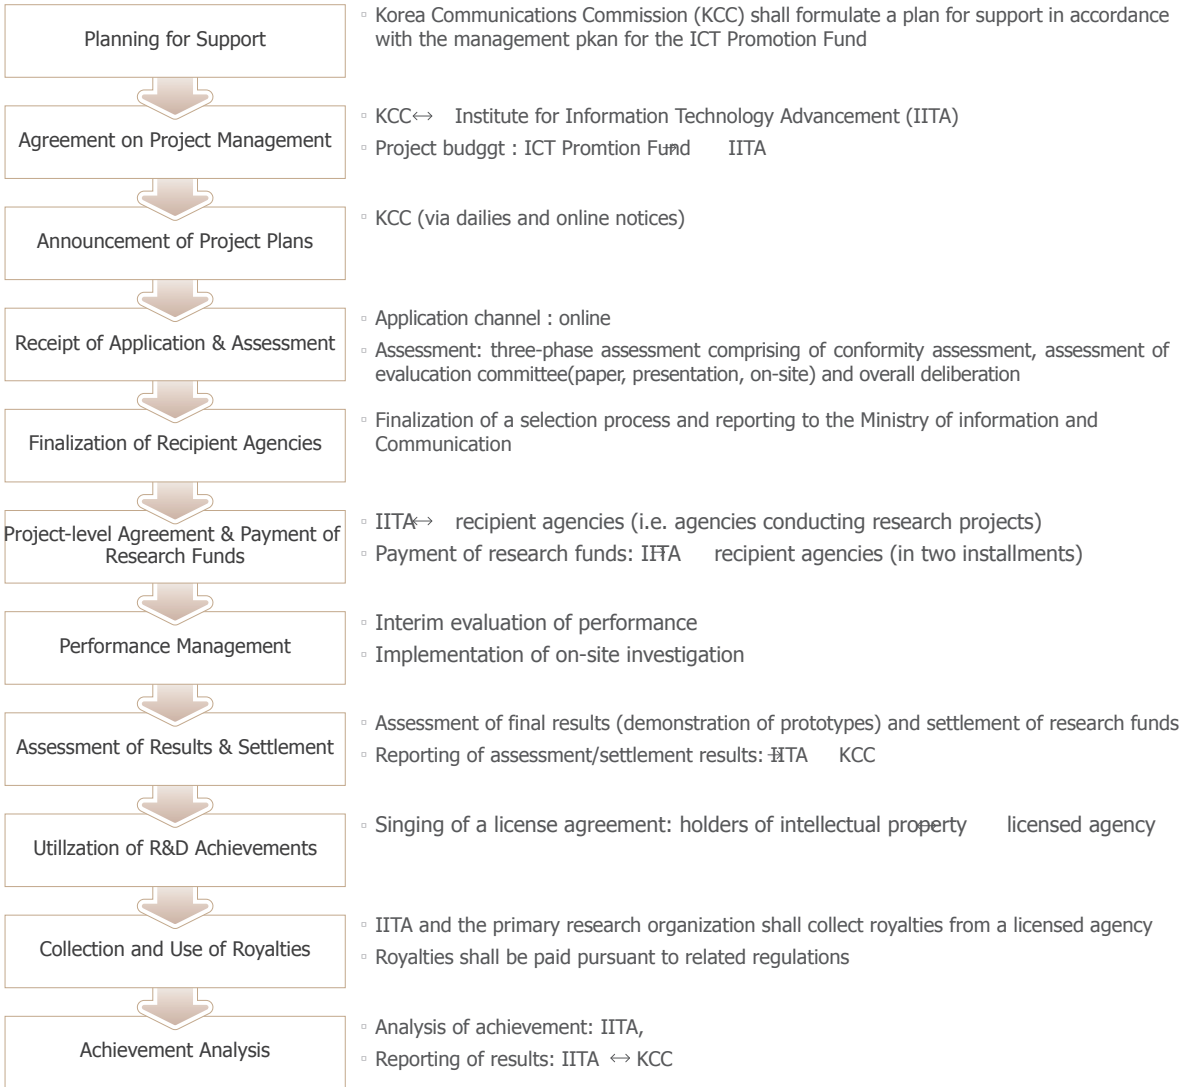 Planning for Support
▫ Korea Communications Commission (KCC) shall formulate a plan for support in accordance
with the management pkan for the ICT Promotion Fund
Agreement on Project Management
▫ KCC↔ Institute for Information Technology Advancement (IITA)
▫ Project budggt : ICT Promtion Fund → IITA
Announcement of Project Plans
▫ KCC (via dailies and online notices)
Receipt of Application & Assessment
▫ Application channel : online
▫ Assessment: three-phase assessment comprising of conformity assessment, assessment of
evalucation committee(paper, presentation, on-site) and overall deliberation
Finalization of Recipient Agencies
▫ Finalization of a selection process and reporting to the Ministry of information and
Communication
Project-level Agreement & Payment of
Research Funds
▫ IITA↔ recipient agencies (i.e. agencies conducting research projects)
▫ Payment of research funds: IITA → recipient agencies (in two installments)
Performance Management
▫ Interim evaluation of performance
▫ Implementation of on-site investigation
Assessment of Results & Settlement
▫ Assessment of final results (demonstration of prototypes) and settlement of research funds
▫ Reporting of assessment/settlement results: IITA → KCC
Utillzation of R&D Achievements
▫ Singing of a license agreement: holders of intellectual property ↔ licensed agency
Collection and Use of Royalties
▫ IITA and the primary research organization shall collect royalties from a licensed agency
▫ Royalties shall be paid pursuant to related regulations
Achievement Analysis
▫ Analysis of achievement: IITA,
▫ Reporting of results: IITA ↔ KCC